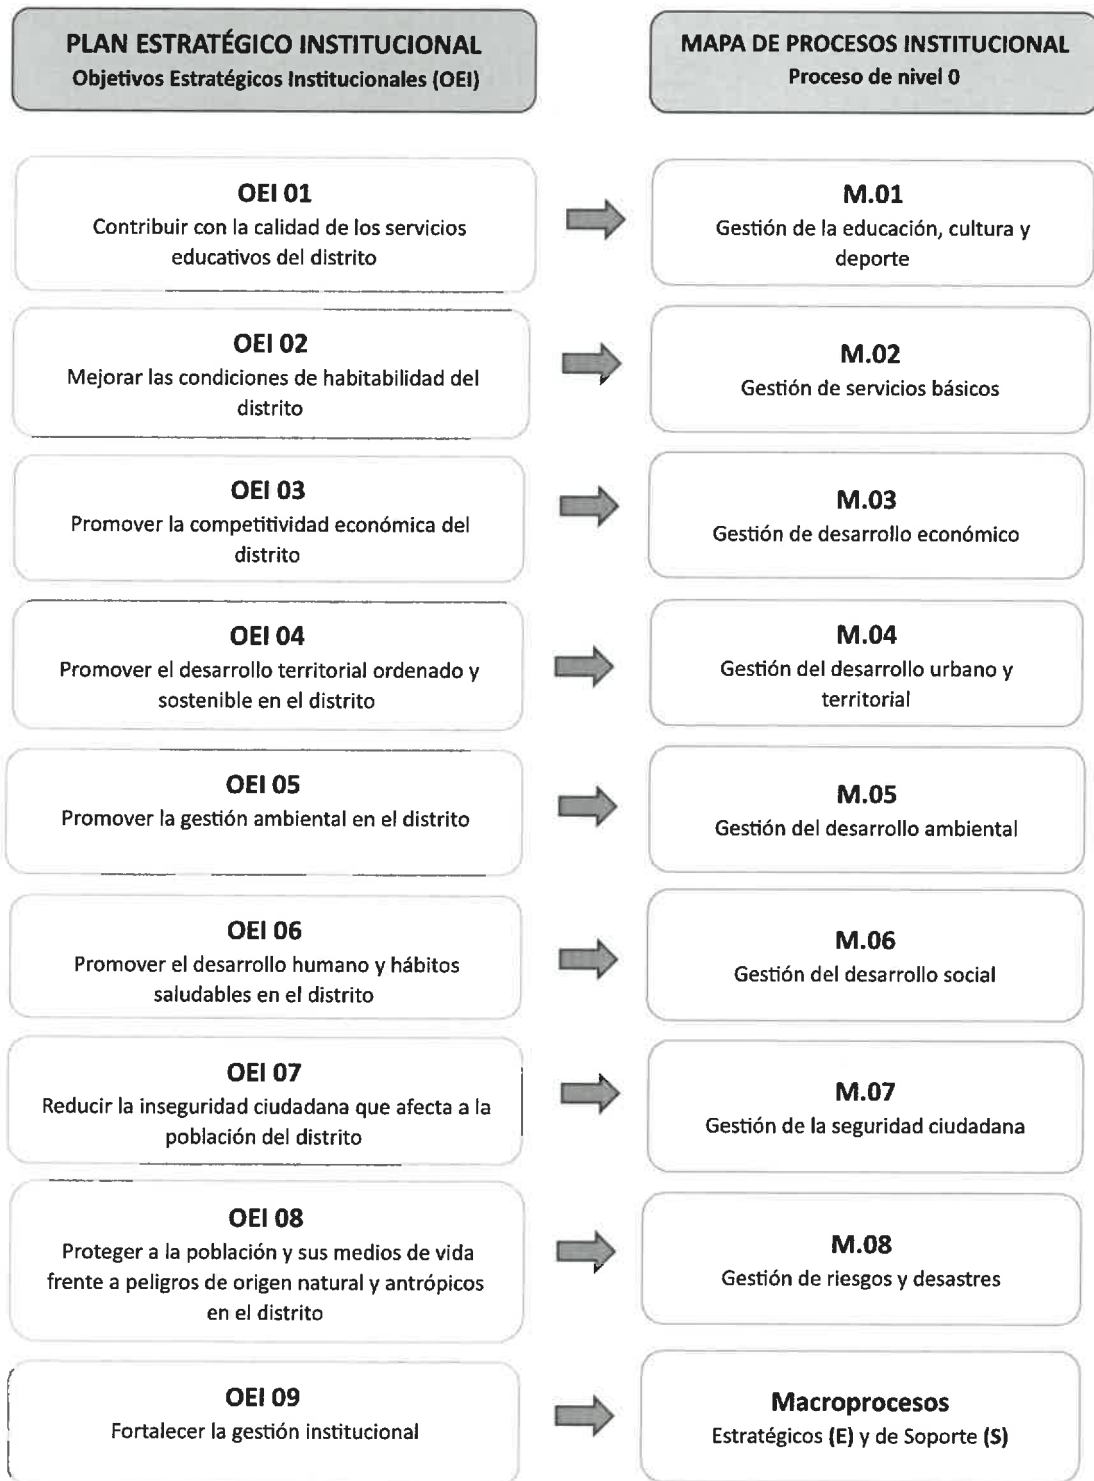 PLAN ESTRATÉGICO INSTITUCIONAL
Objetivos Estratégicos Institucionales (OEI)
MAPA DE PROCESOS INSTITUCIONAL
Proceso de nivel 0
OEI 01
Contribuir con la calidad de los servicios
educativos del distrito
M.01
Gestión de la educación, cultura y
deporte
OEI 02
Mejorar las condiciones de habitabilidad del
distrito
M.02
Gestión de servicios básicos
OEI 03
Promover la competitividad económica del
distrito
M.03
Gestión de desarrollo económico
OEI 04
Promover el desarrollo territorial ordenado y
sostenible en el distrito
M.04
Gestión del desarrollo urbano y
territorial
OEI 05
Promover la gestión ambiental en el distrito
M.05
Gestión del desarrollo ambiental
OEI 06
Promover el desarrollo humano y hábitos
saludables en el distrito
M.06
Gestión del desarrollo social
OEI 07
Reducir la inseguridad ciudadana que afecta a la
población del distrito
M.07
Gestión de la seguridad ciudadana
OEI 08
Proteger a la población y sus medios de vida
frente a peligros de origen natural y antrópicos
en el distrito
M.08
Gestión de riesgos y desastres
OEI 09
Fortalecer la gestión institucional
Macroprocesos
Estratégicos (E) y de Soporte (S)